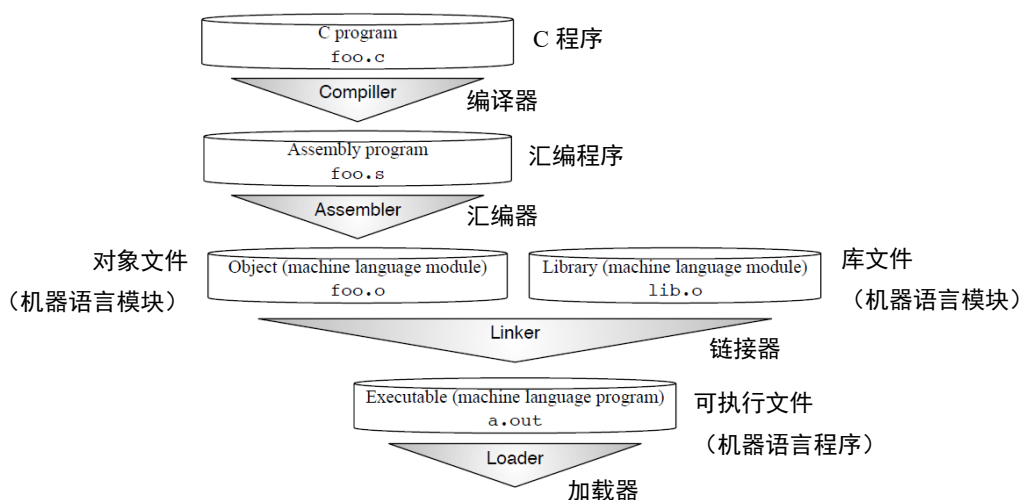 C program
foo.c
C 程序
Compiller
编译器
Assembly program
foo.s
汇编程序
Assembler
汇编器
对象文件
（机器语言模块）
Object (machine language module)
foo.o
Library (machine language module)
lib.o
库文件
（机器语言模块）
Linker
链接器
Executable (machine language program)
a.out
可执行文件
（机器语言程序）
Loader
加载器